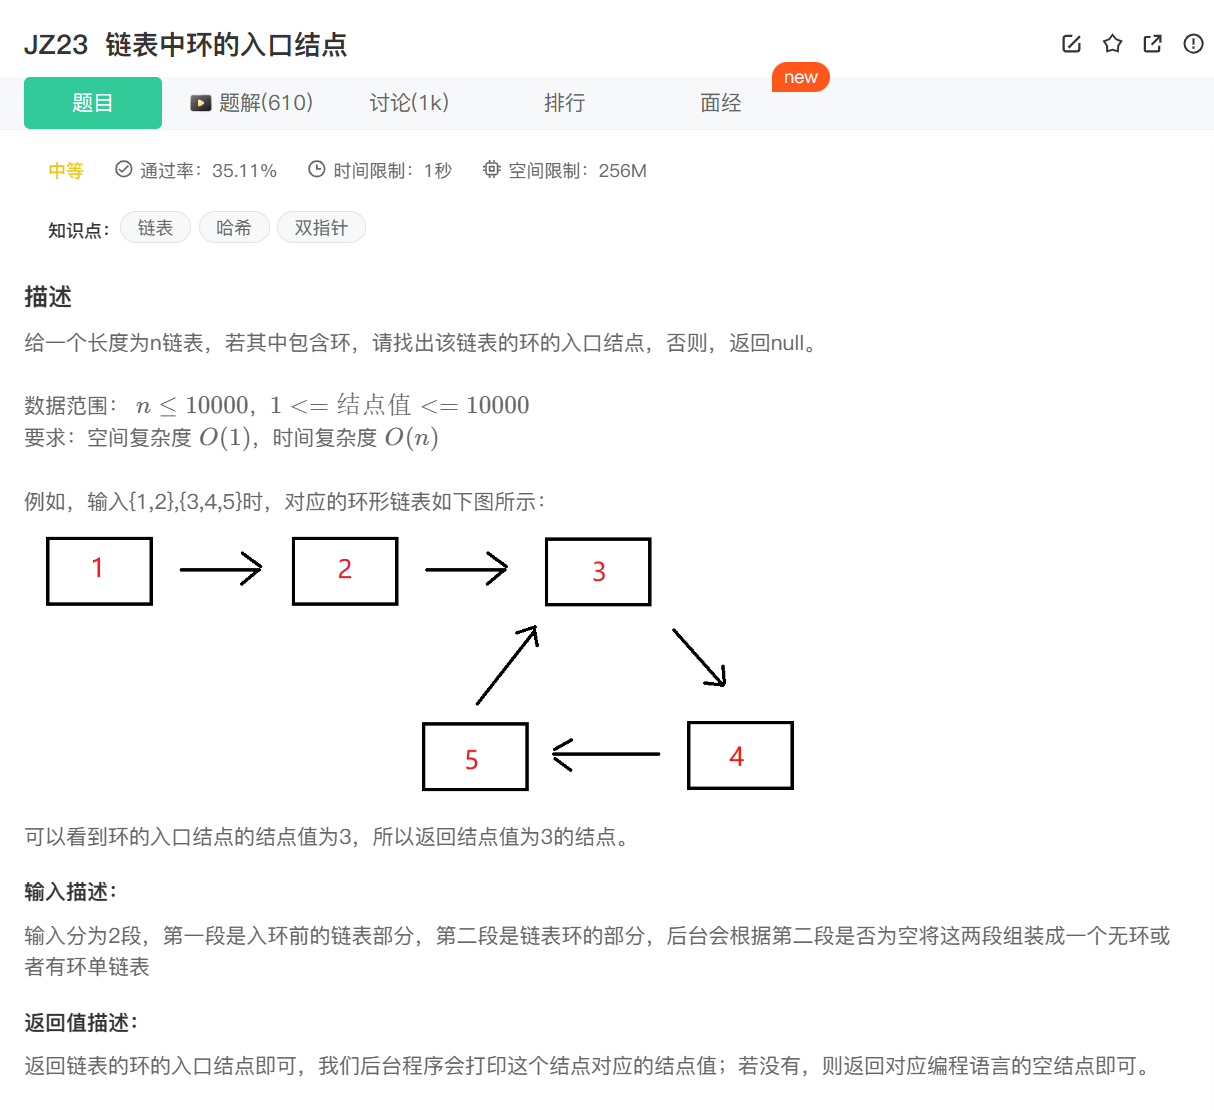 JZ23 链表中环的入口结点
new
题目 题解(610) 讨论(1k) 排行 面经
中等 通过率：35.11% 时间限制：1秒 空间限制：256M
知识点： 链表 哈希 双指针
描述
给一个长度为n链表，若其中包含环，请找出该链表的环的入口结点，否则，返回null。
数据范围： n ≤ 10000，1 <= 结点值 <= 10000
要求：空间复杂度 O(1)，时间复杂度 O(n)
例如，输入{1,2},{3,4,5}时，对应的环形链表如下图所示：
1 2 3
5 4
可以看到环的入口结点的结点值为3，所以返回结点值为3的结点。
输入描述：
输入分为2段，第一段是入环前的链表部分，第二段是链表环的部分，后台会根据第二段是否为空将这两段组装成一个无环或
者有环单链表
返回值描述：
返回链表的环的入口结点即可，我们后台程序会打印这个结点对应的结点值；若没有，则返回对应编程语言的空结点即可。